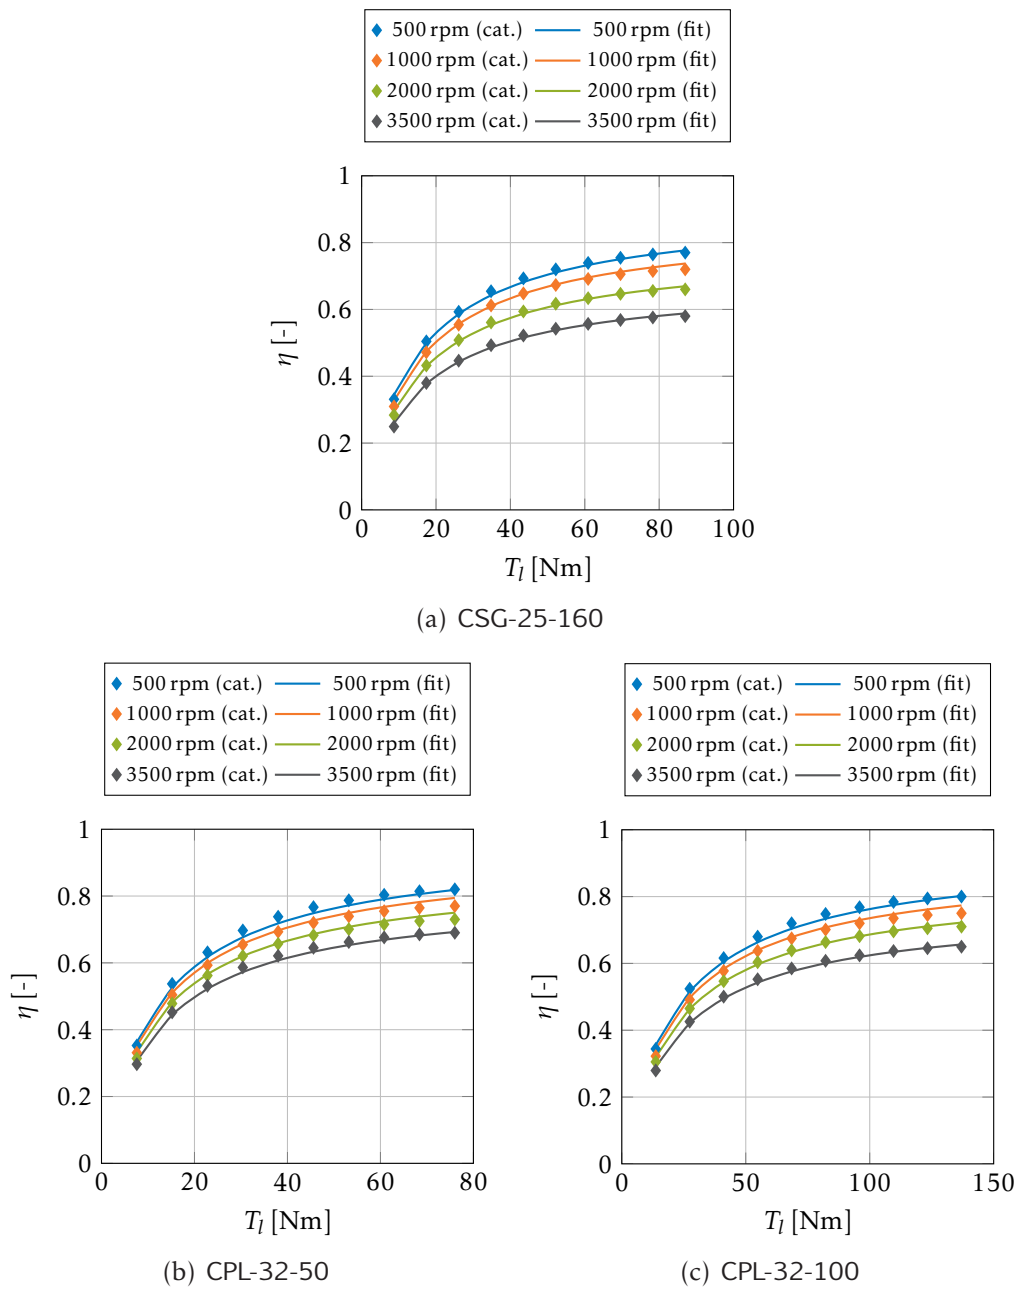 500 rpm (cat.) 500 rpm (fit)
1000 rpm (cat.) 1000 rpm (fit)
2000 rpm (cat.) 2000 rpm (fit)
3500 rpm (cat.) 3500 rpm (fit)
1
0.8
0.6
0.4
0.2
0
η [-]
0 20 40 60 80 100
T_l [Nm]
(a) CSG-25-160
500 rpm (cat.) 500 rpm (fit)
1000 rpm (cat.) 1000 rpm (fit)
2000 rpm (cat.) 2000 rpm (fit)
3500 rpm (cat.) 3500 rpm (fit)
1
0.8
0.6
0.4
0.2
0
η [-]
0 20 40 60 80
T_l [Nm]
(b) CPL-32-50
500 rpm (cat.) 500 rpm (fit)
1000 rpm (cat.) 1000 rpm (fit)
2000 rpm (cat.) 2000 rpm (fit)
3500 rpm (cat.) 3500 rpm (fit)
1
0.8
0.6
0.4
0.2
0
η [-]
0 50 100 150
T_l [Nm]
(c) CPL-32-100